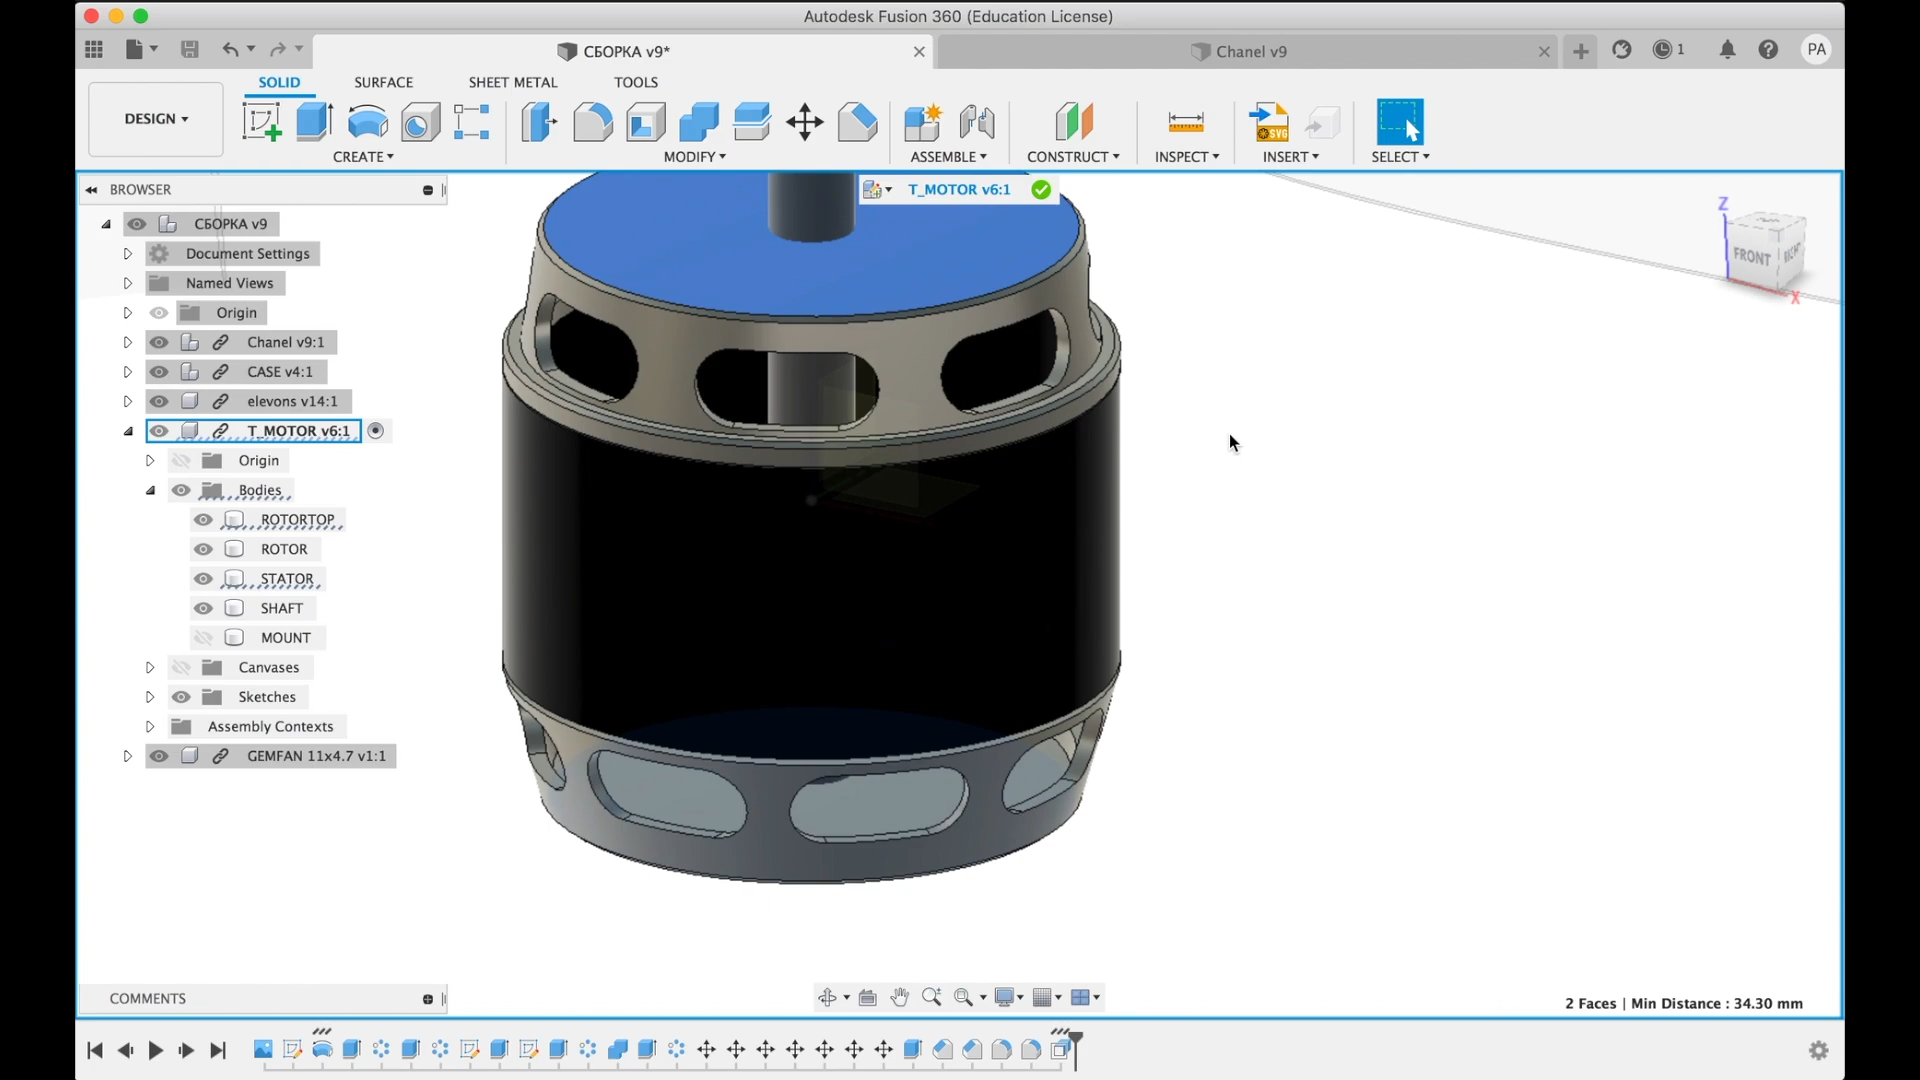 Autodesk Fusion 360 (Education License)
СБОРКА v9*
Chanel v9
1
PA
SOLID
SURFACE
SHEET METAL
TOOLS
DESIGN
CREATE
MODIFY
ASSEMBLE
CONSTRUCT
INSPECT
INSERT
SELECT
SVG
BROWSER
T_MOTOR v6:1
СБОРКА v9
Document Settings
Named Views
Origin
Chanel v9:1
CASE v4:1
elevons v14:1
T_MOTOR v6:1
Origin
Bodies
ROTORTOP
ROTOR
STATOR
SHAFT
MOUNT
Canvases
Sketches
Assembly Contexts
GEMFAN 11x4.7 v1:1
Z
FRONT
RIGHT
X
COMMENTS
2 Faces | Min Distance : 34.30 mm